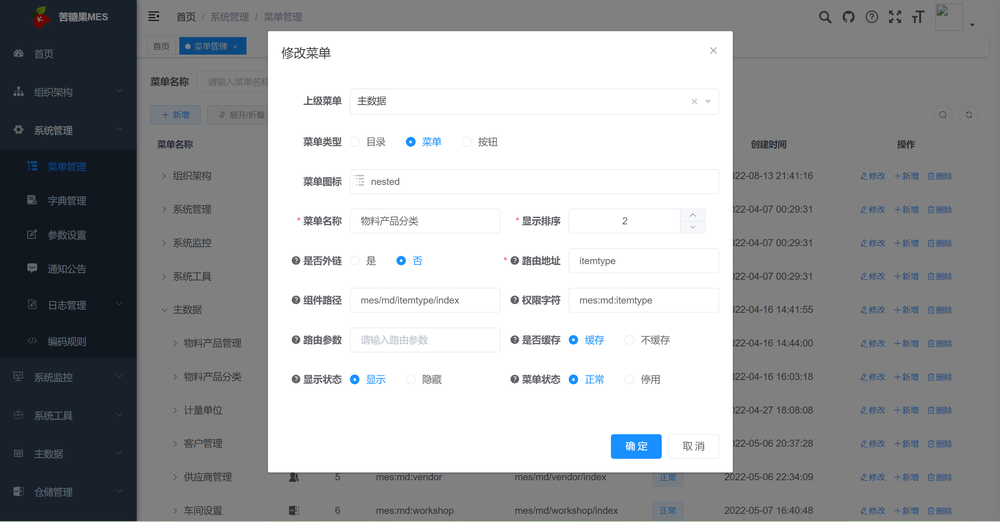 苦糖果MES
首页 / 系统管理 / 菜单管理
首页
菜单管理 ×
首页
组织架构
系统管理
菜单管理
字典管理
参数设置
通知公告
日志管理
编码规则
系统监控
系统工具
主数据
仓储管理
菜单名称 请输入菜单名称
新增 展开/折叠
菜单名称 创建时间 操作
组织架构 022-08-13 21:41:16 修改 新增 删除
系统管理 022-04-07 00:29:31 修改 新增 删除
系统监控 022-04-07 00:29:31 修改 新增 删除
系统工具 022-04-07 00:29:31 修改 新增 删除
主数据 022-04-16 14:41:55 修改 新增 删除
物料产品管理 022-04-16 14:44:00 修改 新增 删除
物料产品分类 022-04-16 16:03:18 修改 新增 删除
计量单位 022-04-27 18:08:08 修改 新增 删除
客户管理 022-05-06 20:37:28 修改 新增 删除
供应商管理 5 mes:md:vendor mes/md/vendor/index 正常 2022-05-06 22:34:09 修改 新增 删除
车间设置 6 mes:md:workshop mes/md/workshop/index 正常 2022-05-07 16:40:48 修改 新增 删除
修改菜单
上级菜单 主数据
菜单类型 目录 菜单 按钮
菜单图标 nested
* 菜单名称 物料产品分类 * 显示排序 2
是否外链 是 否 * 路由地址 itemtype
组件路径 mes/md/itemtype/index 权限字符 mes:md:itemtype
路由参数 请输入路由参数 是否缓存 缓存 不缓存
显示状态 显示 隐藏 菜单状态 正常 停用
确 定 取 消